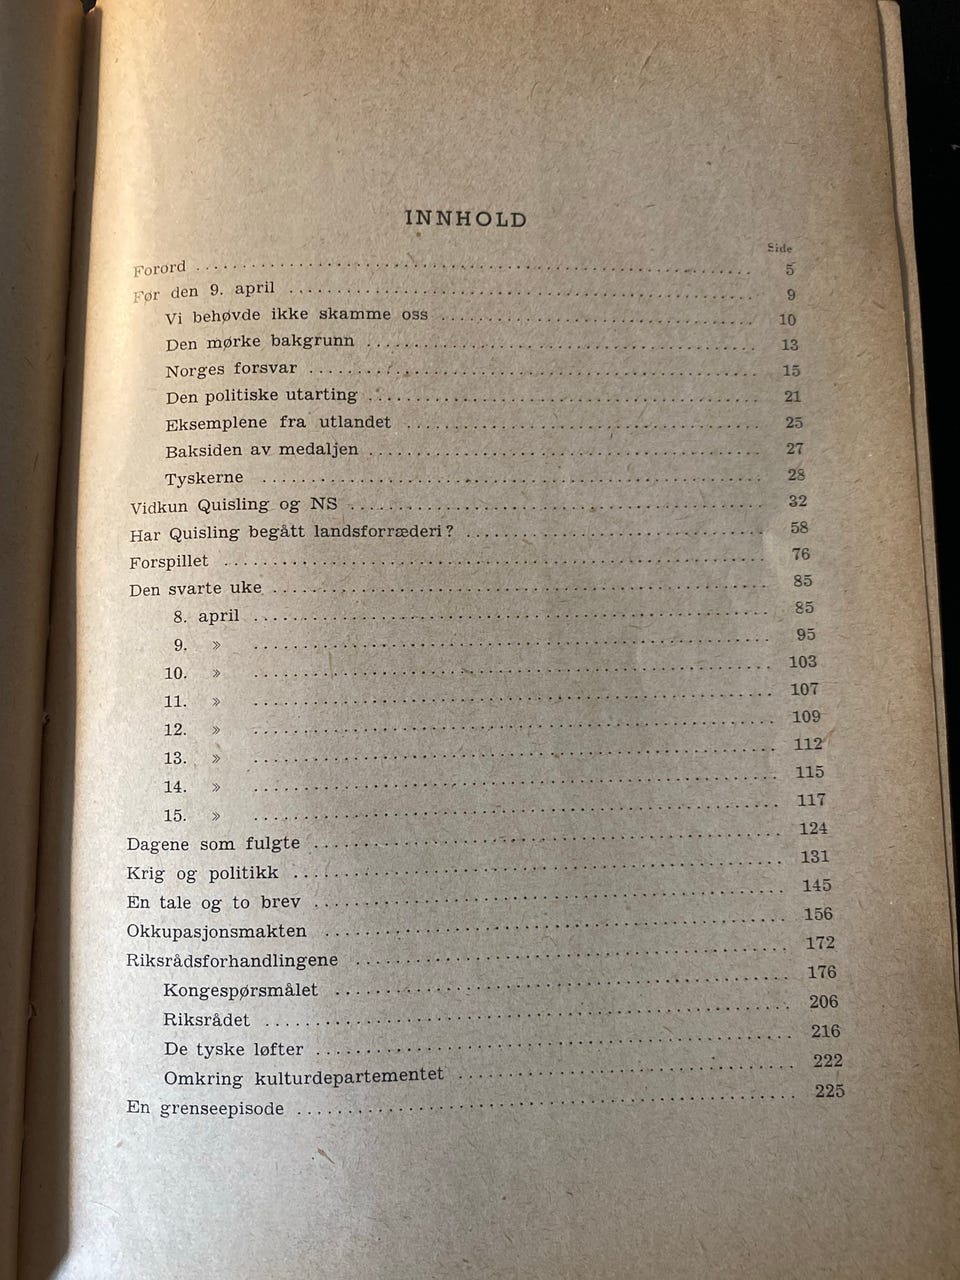 INNHOLD
Side
Forord ........ 5
Før den 9. april ........ 9
Vi behøvde ikke skamme oss ........ 10
Den mørke bakgrunn ........ 13
Norges forsvar ........ 15
Den politiske utarting ........ 21
Eksemplene fra utlandet ........ 25
Baksiden av medaljen ........ 27
Tyskerne ........ 28
Vidkun Quisling og NS ........ 32
Har Quisling begått landsforræderi? ........ 58
Forspillet ........ 76
Den svarte uke ........ 85
8. april ........ 85
9. » ........ 95
10. » ........ 103
11. » ........ 107
12. » ........ 109
13. » ........ 112
14. » ........ 115
15. » ........ 117
Dagene som fulgte ........ 124
Krig og politikk ........ 131
En tale og to brev ........ 145
Okkupasjonsmakten ........ 156
Riksrådsforhandlingene ........ 172
Kongespørsmålet ........ 176
Riksrådet ........ 206
De tyske løfter ........ 216
Omkring kulturdepartementet ........ 222
En grenseepisode ........ 225